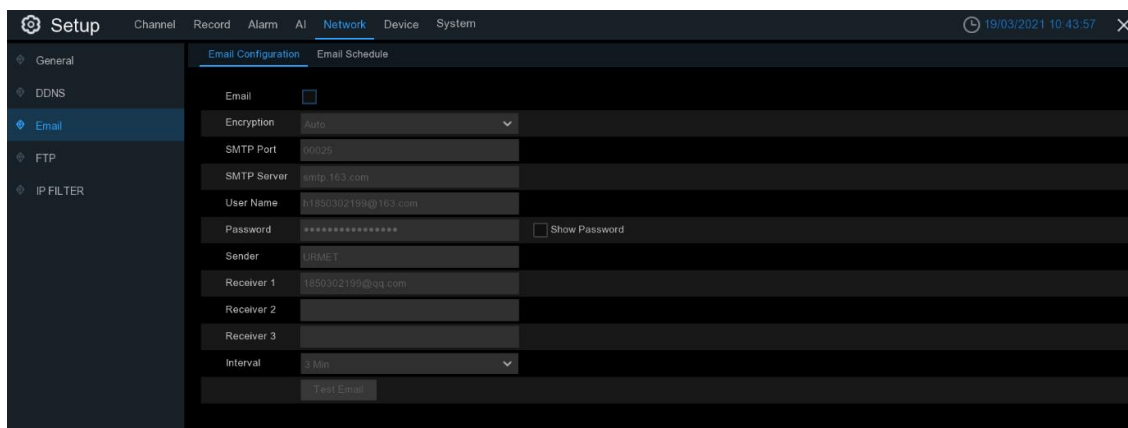 Setup Channel Record Alarm AI Network Device System 19/03/2021 10:43:57
General
DDNS
Email
FTP
IP FILTER
Email Configuration Email Schedule
Email
Encryption Auto
SMTP Port 00025
SMTP Server smtp.163.com
User Name h1850302199@163.com
Password •••••••••••••••• Show Password
Sender URMET
Receiver 1 1850302199@qq.com
Receiver 2
Receiver 3
Interval 3 Min
Test Email